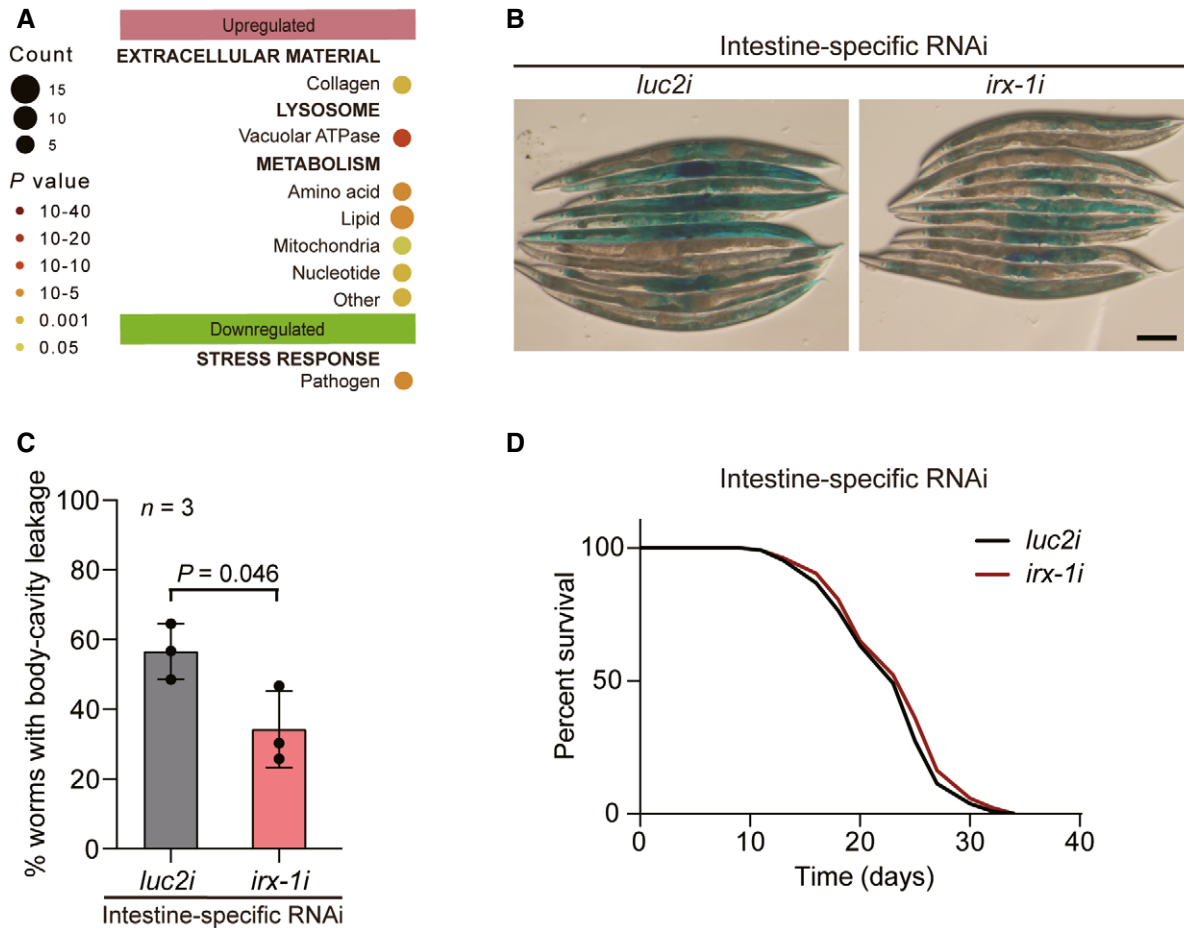 A
Count
15
10
5
P value
10-40
10-20
10-10
10-5
0.001
0.05
Upregulated
EXTRACELLULAR MATERIAL
Collagen
LYSOSOME
Vacuolar ATPase
METABOLISM
Amino acid
Lipid
Mitochondria
Nucleotide
Other
Downregulated
STRESS RESPONSE
Pathogen
B
Intestine-specific RNAi
luc2i irx-1i
C
% worms with body-cavity leakage
100
80
60
40
20
0
n = 3
P = 0.046
luc2i irx-1i
Intestine-specific RNAi
D
Intestine-specific RNAi
Percent survival
100
50
0
luc2i
irx-1i
0 10 20 30 40
Time (days)